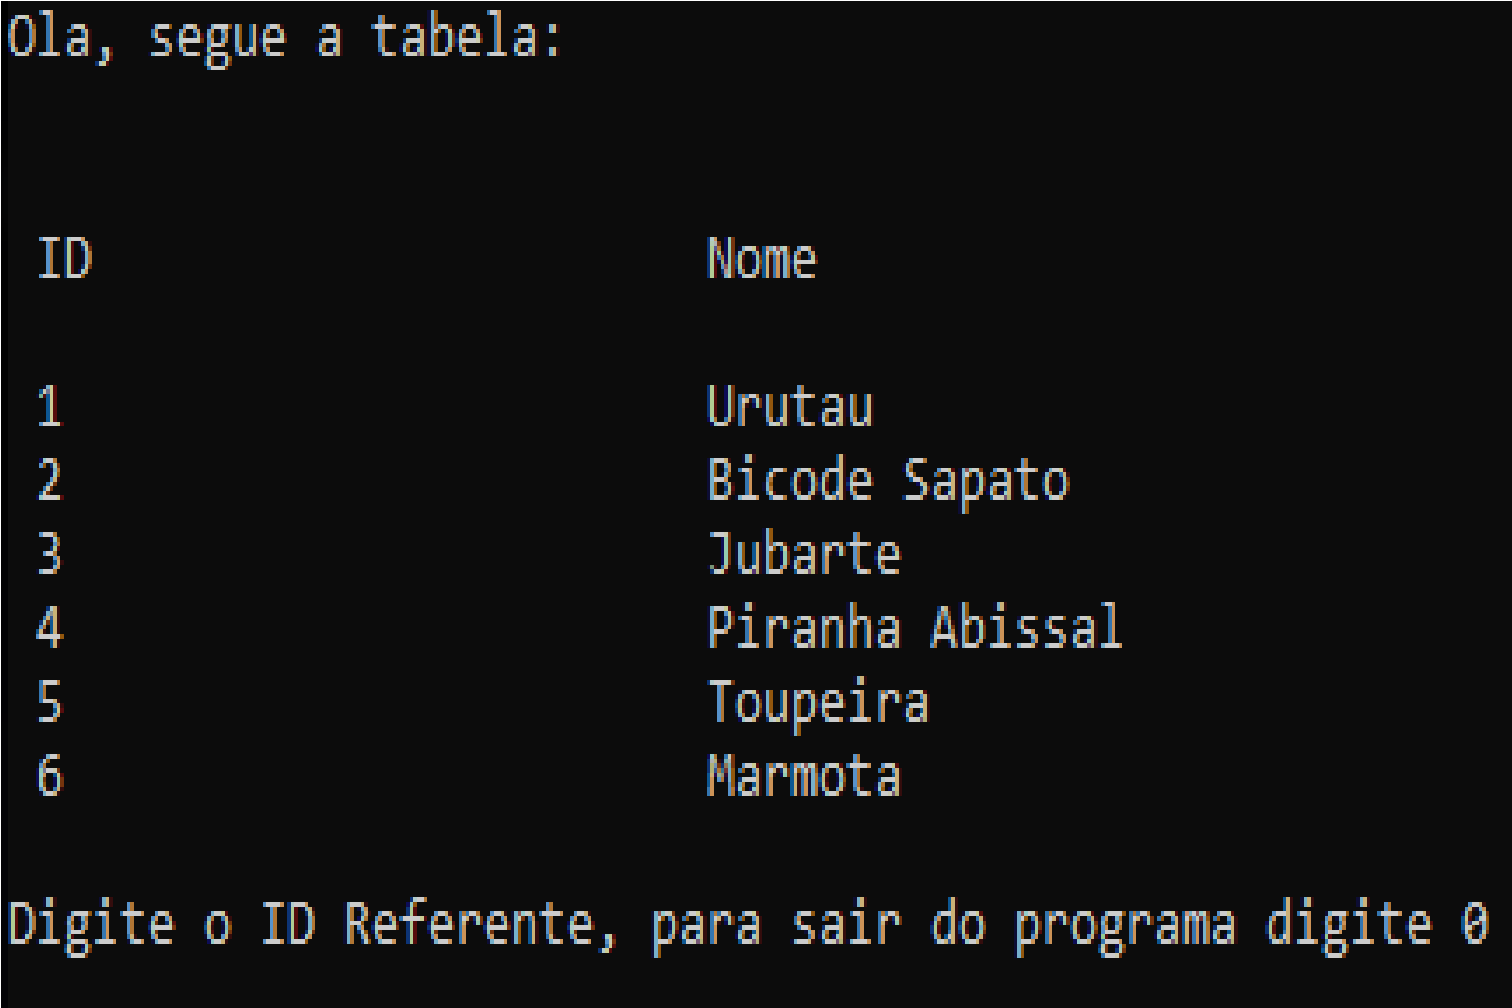 Ola, segue a tabela:
ID Nome
1 Urutau
2 Bicode Sapato
3 Jubarte
4 Piranha Abissal
5 Toupeira
6 Marmota
Digite o ID Referente, para sair do programa digite 0